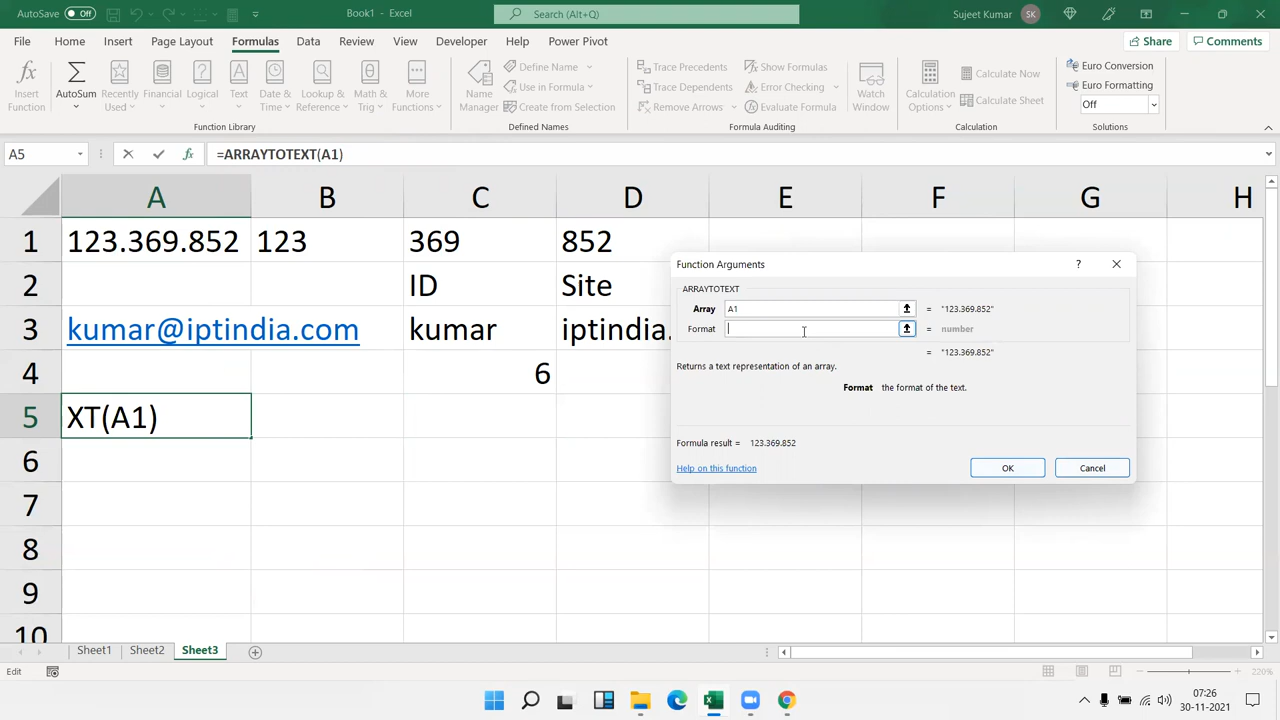 AutoSave Off Book1 - Excel Search (Alt+Q) Sujeet Kumar SK
File Home Insert Page Layout Formulas Data Review View Developer Help Power Pivot Share Comments
Insert Function
AutoSum
Recently Used
Financial
Logical
Text
Date & Time
Lookup & Reference
Math & Trig
More Functions
Function Library
Name Manager
Define Name
Use in Formula
Create from Selection
Defined Names
Trace Precedents
Trace Dependents
Remove Arrows
Show Formulas
Error Checking
Evaluate Formula
Formula Auditing
Watch Window
Calculation Options
Calculate Now
Calculate Sheet
Calculation
Euro Conversion
Euro Formatting
Off
Solutions
A5 fx =ARRAYTOTEXT(A1)
A B C D E F G H
1 123.369.852 123 369 852
2 ID Site
3 kumar@iptindia.com kumar iptindia.
4 6
5 XT(A1)
6
7
8
9
10
Function Arguments ?
ARRAYTOTEXT
Array A1 = "123.369.852"
Format = number
= "123.369.852"
Returns a text representation of an array.
Format the format of the text.
Formula result = 123.369.852
Help on this function OK Cancel
Sheet1 Sheet2 Sheet3
Edit 220%
07:26
30-11-2021